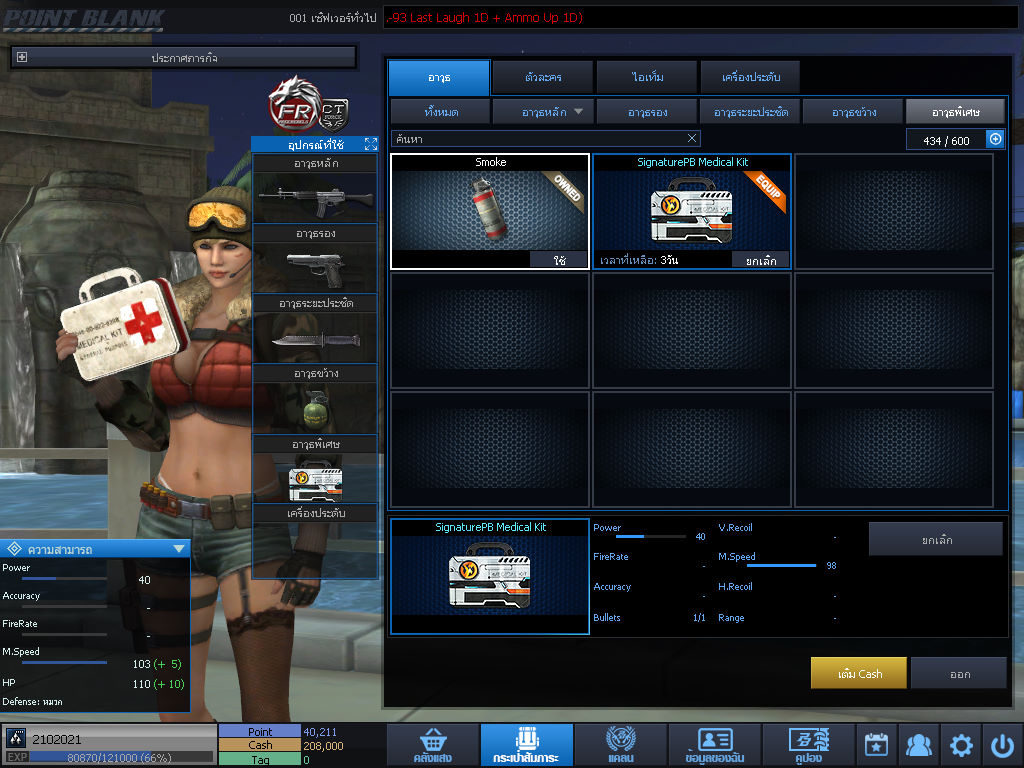 POINT BLANK
001 เซิฟเวอร์ทั่วไป
.-93 Last Laugh 1D + Ammo Up 1D)
ประกาศภารกิจ
FR
CT
FORCE
อุปกรณ์ที่ใช้
อาวุธหลัก
อาวุธรอง
อาวุธระยะประชิด
อาวุธขว้าง
อาวุธพิเศษ
เครื่องประดับ
MEDICAL KIT
GENERAL PURPOSE
อาวุธ
ตัวละคร
ไอเท็ม
เครื่องประดับ
ทั้งหมด
อาวุธหลัก
อาวุธรอง
อาวุธระยะประชิด
อาวุธขว้าง
อาวุธพิเศษ
ค้นหา
434 / 600
Smoke
OWNED
ใช้
SignaturePB Medical Kit
EQUIP
MEDICAL KIT
เวลาที่เหลือ: 3วัน
ยกเลิก
SignaturePB Medical Kit
MEDICAL KIT
Power 40
FireRate -
Accuracy -
Bullets 1/1
V.Recoil -
M.Speed 98
H.Recoil -
Range -
ยกเลิก
เติม Cash
ออก
ความสามารถ
Power
40
Accuracy
-
FireRate
-
M.Speed
103 (+ 5)
HP
110 (+ 10)
Defense: หมวก
2102021
EXP 80870/121000 (66%)
Point 40,211
Cash 208,000
Tag 0
คลังแสง
กระเป๋าสัมภาระ
แคลน
ข้อมูลของฉัน
คูปอง